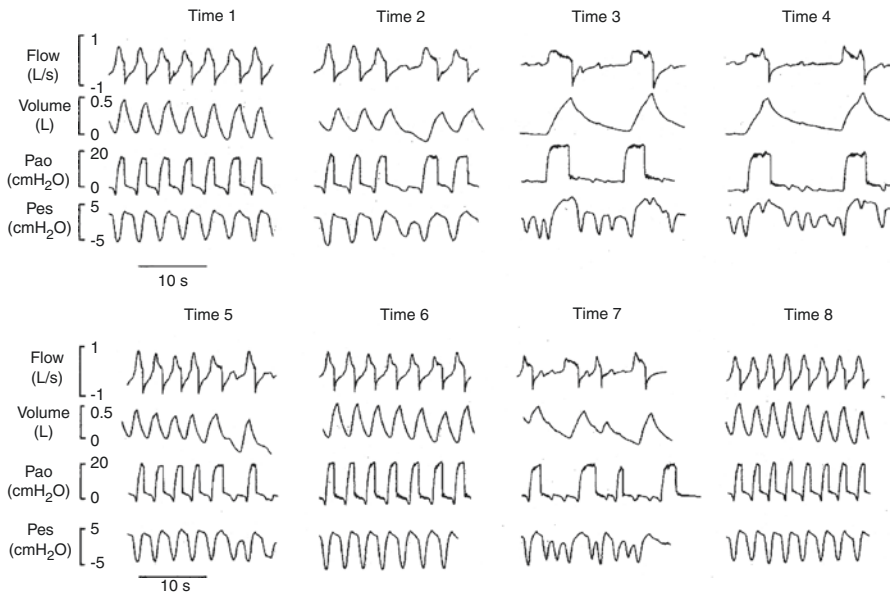 Time 1 Time 2 Time 3 Time 4
Flow
(L/s)
1
-1
Volume
(L)
0.5
0
Pao
(cmH2O)
20
0
Pes
(cmH2O)
5
-5
10 s
Time 5 Time 6 Time 7 Time 8
Flow
(L/s)
1
-1
Volume
(L)
0.5
0
Pao
(cmH2O)
20
0
Pes
(cmH2O)
5
-5
10 s